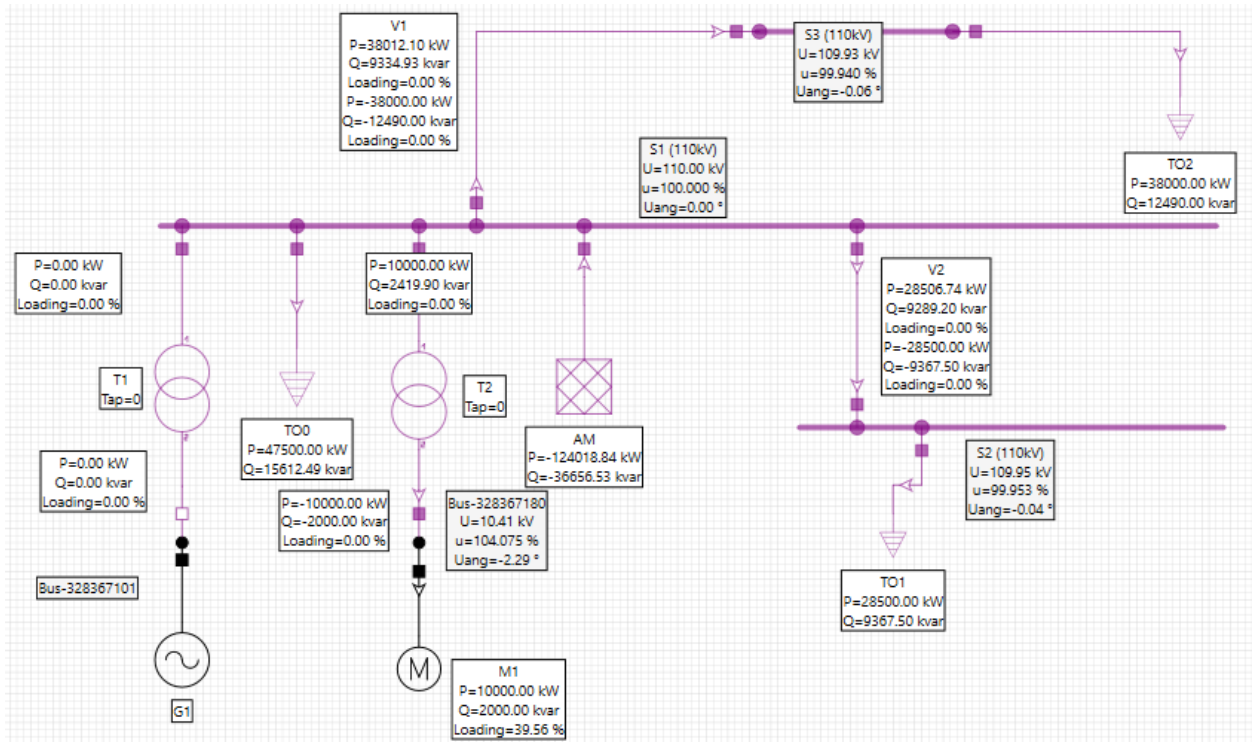 V1
P=38012.10 kW
Q=9334.93 kvar
Loading=0.00 %
P=-38000.00 kW
Q=-12490.00 kvar
Loading=0.00 %
S3 (110kV)
U=109.93 kV
u=99.940 %
Uang=-0.06 °
S1 (110kV)
U=110.00 kV
u=100.000 %
Uang=0.00 °
TO2
P=38000.00 kW
Q=12490.00 kvar
P=0.00 kW
Q=0.00 kvar
Loading=0.00 %
P=10000.00 kW
Q=2419.90 kvar
Loading=0.00 %
V2
P=28506.74 kW
Q=9289.20 kvar
Loading=0.00 %
P=-28500.00 kW
Q=-9367.50 kvar
Loading=0.00 %
T1
Tap=0
T2
Tap=0
TO0
P=47500.00 kW
Q=15612.49 kvar
AM
P=-124018.84 kW
Q=-36656.53 kvar
P=0.00 kW
Q=0.00 kvar
Loading=0.00 %
S2 (110kV)
U=109.95 kV
u=99.953 %
Uang=-0.04 °
P=-10000.00 kW
Q=-2000.00 kvar
Loading=0.00 %
Bus-328367180
U=10.41 kV
u=104.075 %
Uang=-2.29 °
Bus-328367101
TO1
P=28500.00 kW
Q=9367.50 kvar
M
G1
M1
P=10000.00 kW
Q=2000.00 kvar
Loading=39.56 %